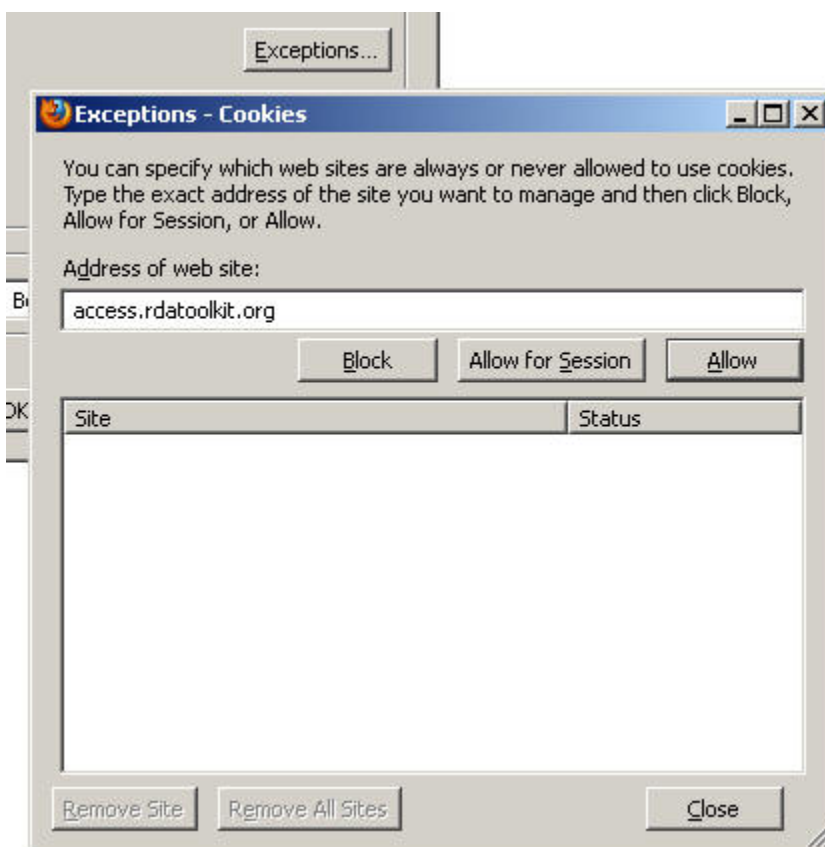 Exceptions...
Exceptions - Cookies
You can specify which web sites are always or never allowed to use cookies.
Type the exact address of the site you want to manage and then click Block,
Allow for Session, or Allow.
Address of web site:
access.rdatoolkit.org
Block Allow for Session Allow
Site Status
Remove Site Remove All Sites Close